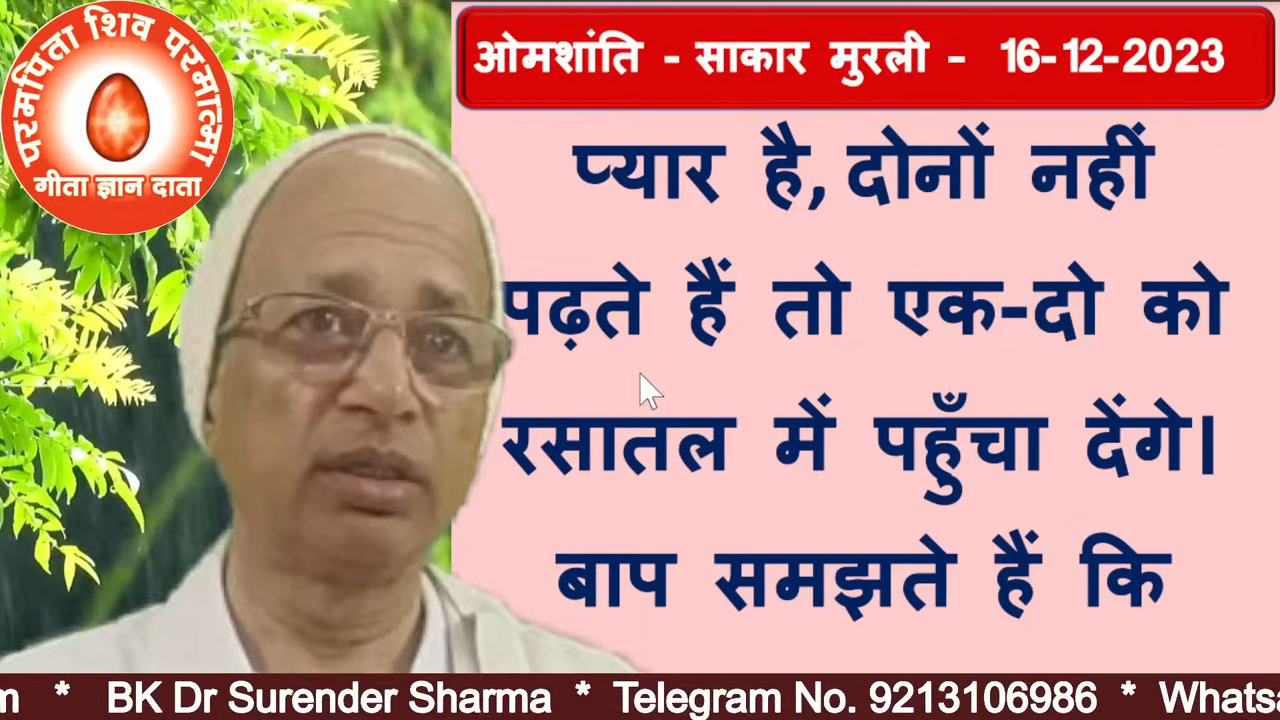 परमपिता शिव परमात्मा
गीता ज्ञान दाता
ओमशांति - साकार मुरली - 16-12-2023
प्यार है, दोनों नहीं
पढ़ते हैं तो एक-दो को
रसातल में पहुँचा देंगे।
बाप समझते हैं कि
m * BK Dr Surender Sharma * Telegram No. 9213106986 * Whatsa